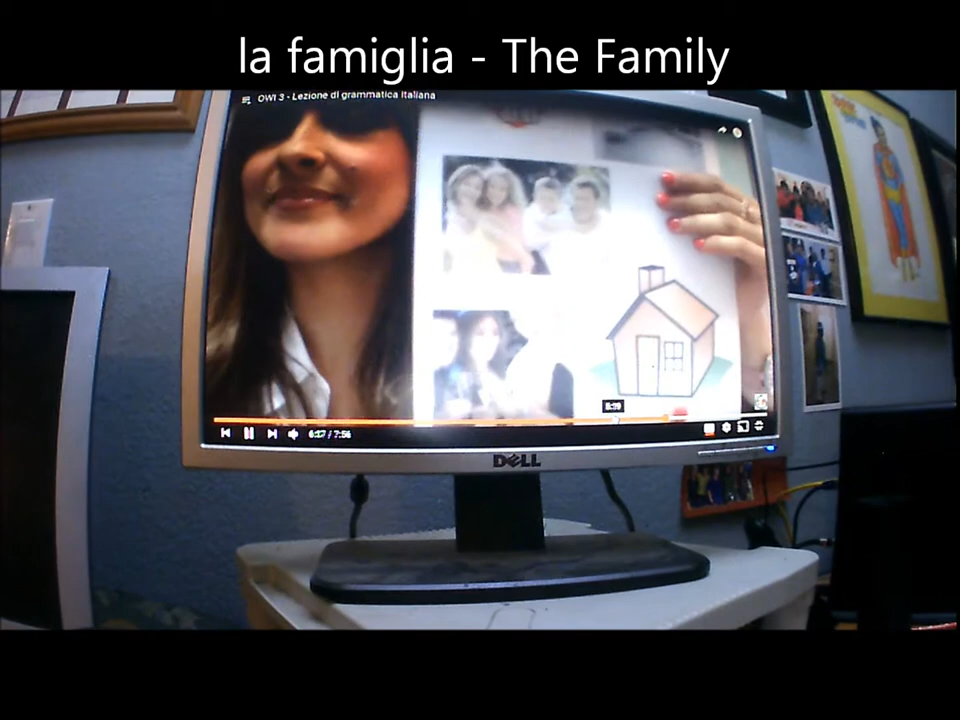 la famiglia - The Family
OWI 3 - Lezione di grammatica italiana
6:37 / 7:56
DELL